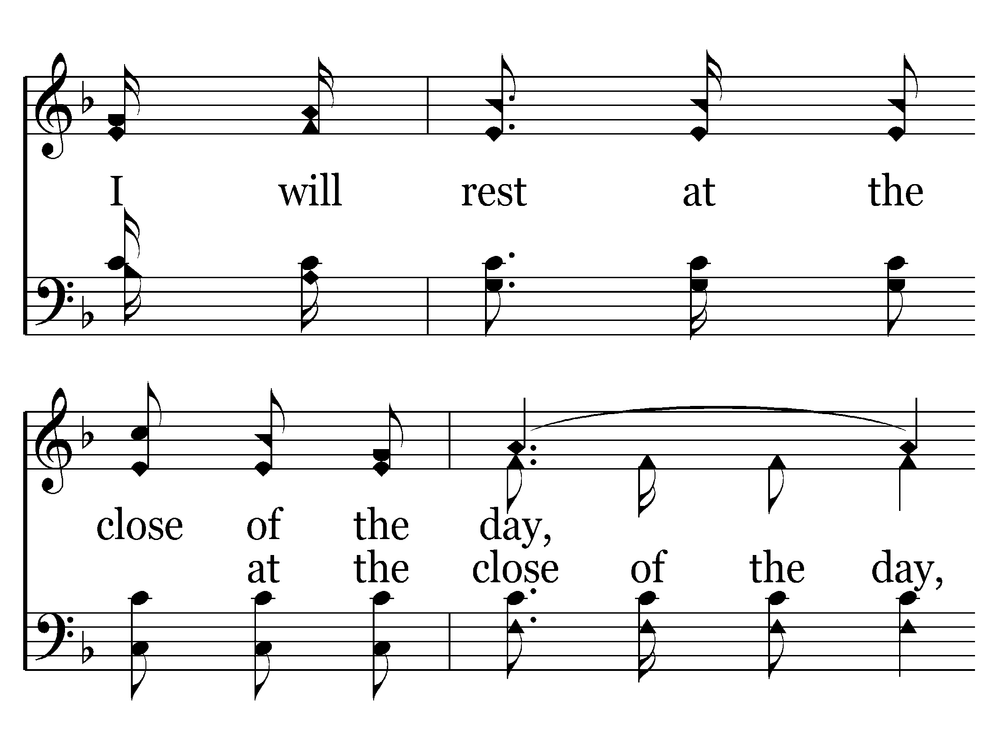 I will rest at the
close of the day,
at the close of the day,